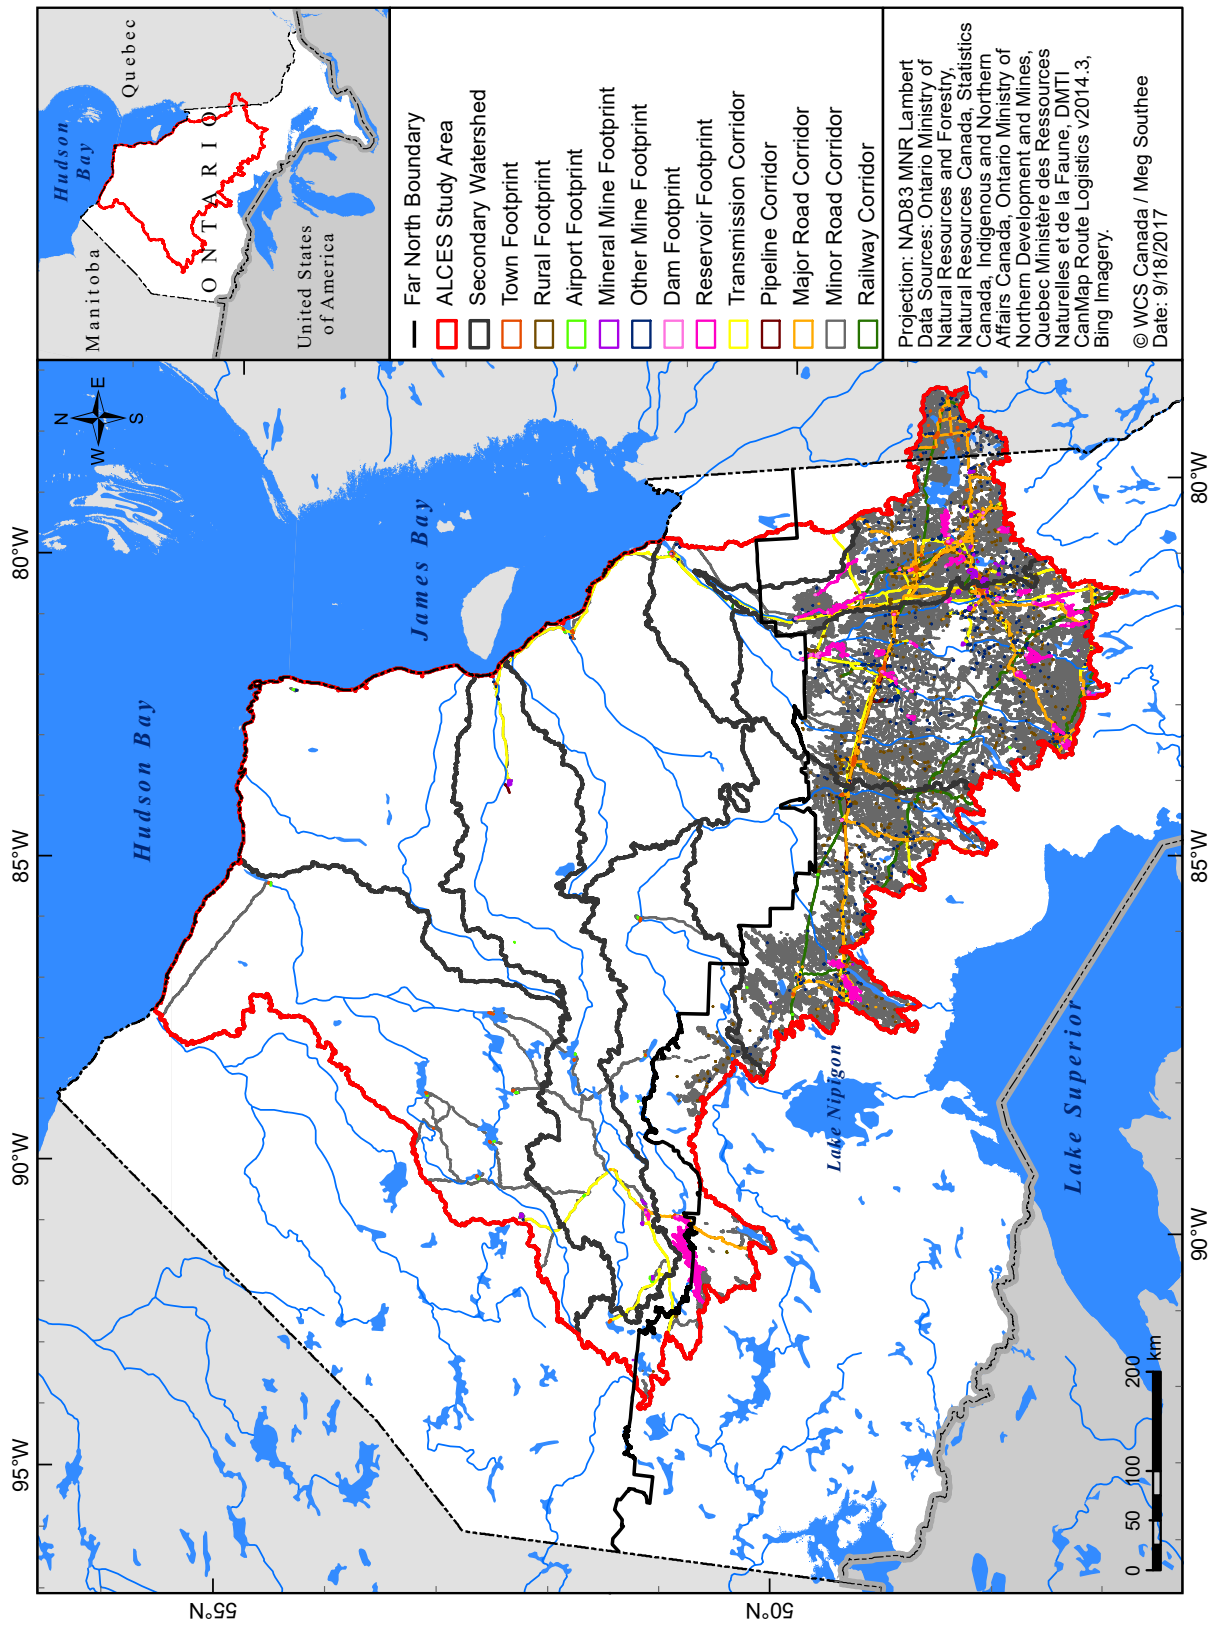 Hudson
Bay
Quebec
Manitoba
ONTARIO
United States
of America
Far North Boundary
ALCES Study Area
Secondary Watershed
Town Footprint
Rural Footprint
Airport Footprint
Mineral Mine Footprint
Other Mine Footprint
Dam Footprint
Reservoir Footprint
Transmission Corridor
Pipeline Corridor
Major Road Corridor
Minor Road Corridor
Railway Corridor
Projection: NAD83 MNR Lambert
Data Sources: Ontario Ministry of
Natural Resources and Forestry,
Natural Resources Canada, Statistics
Canada, Indigenous and Northern
Affairs Canada, Ontario Ministry of
Northern Development and Mines,
Quebec Ministère des Ressources
Naturelles et de la Faune, DMTI
CanMap Route Logistics v2014.3,
Bing Imagery.
© WCS Canada / Meg Southee
Date: 9/18/2017
N
W E
S
Hudson Bay
James Bay
Lake Nipigon
Lake Superior
95°W
90°W
85°W
80°W
90°W
85°W
80°W
55°N
50°N
0 50 100 200
km